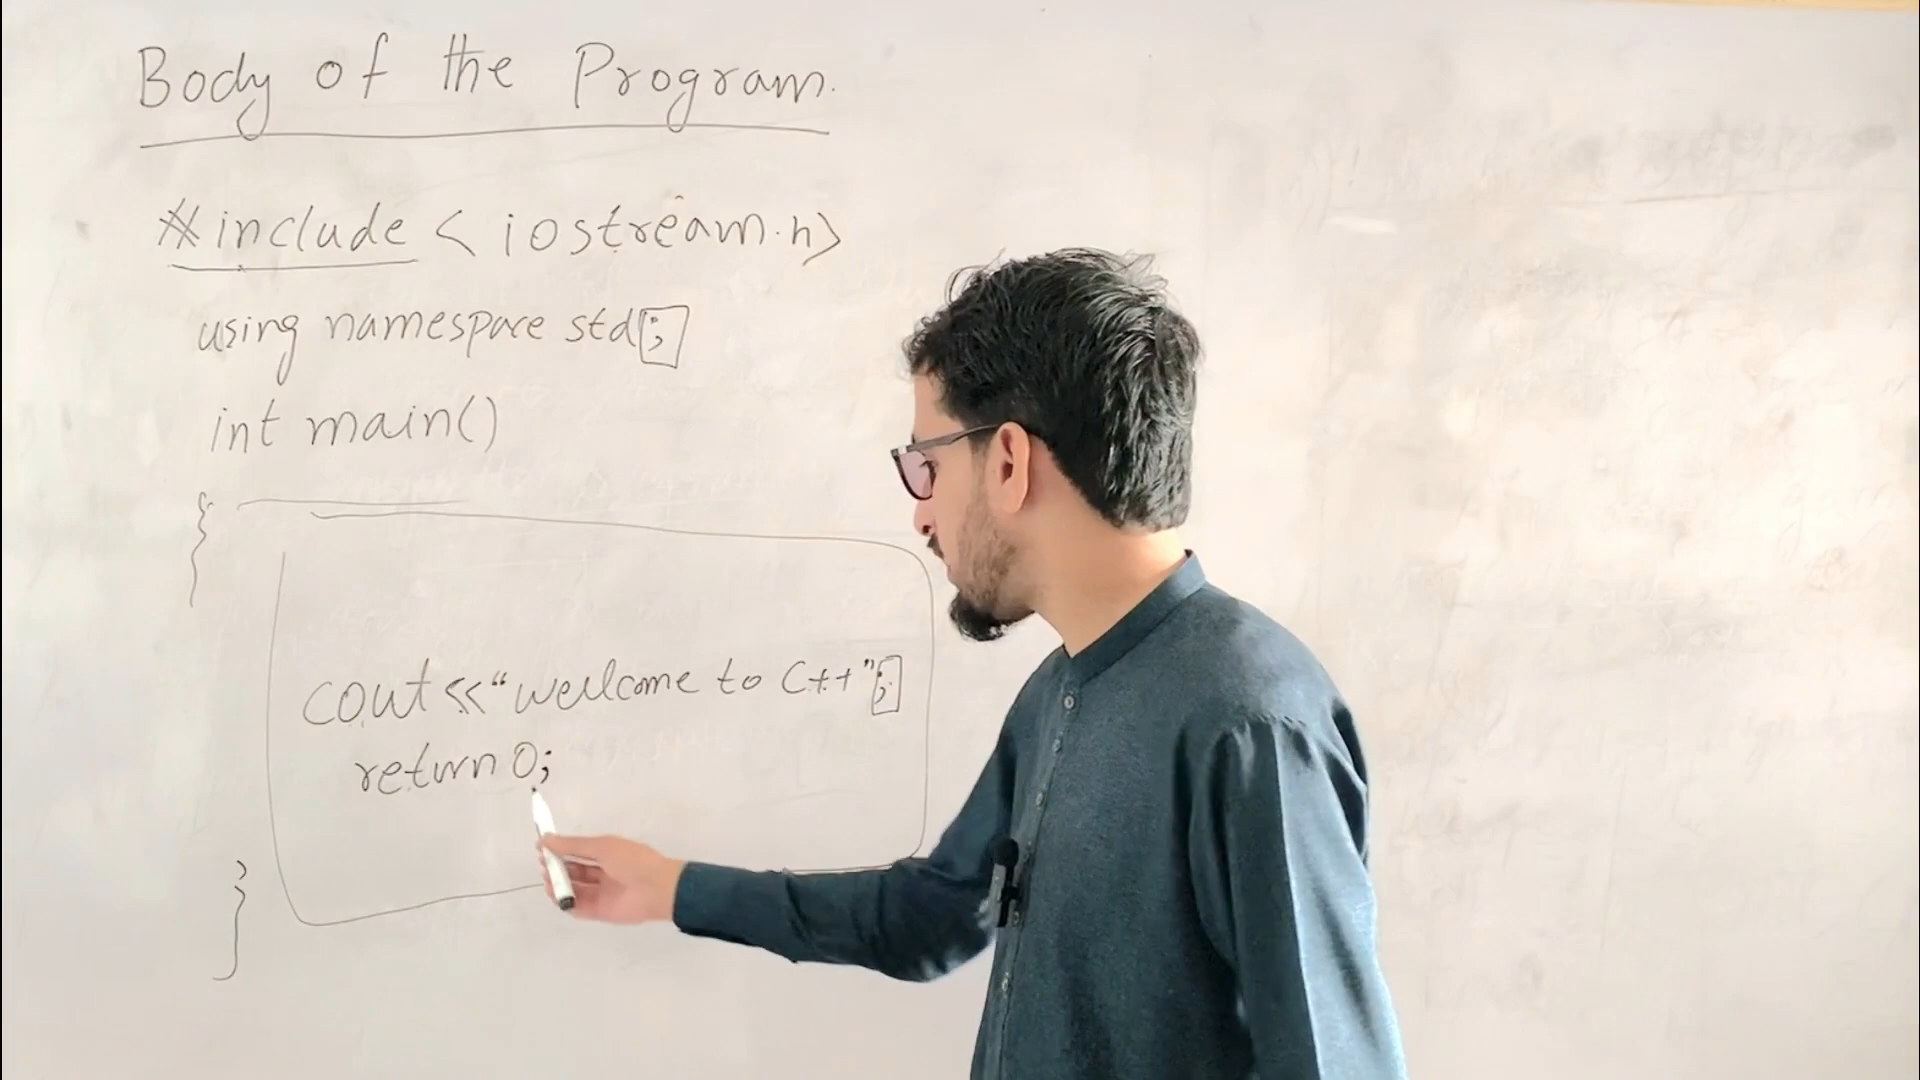 Body of the Program.
#include <iostream.h>
using namespace std;
int main()
{
cout<<"wellcome to C++";
return 0;
}